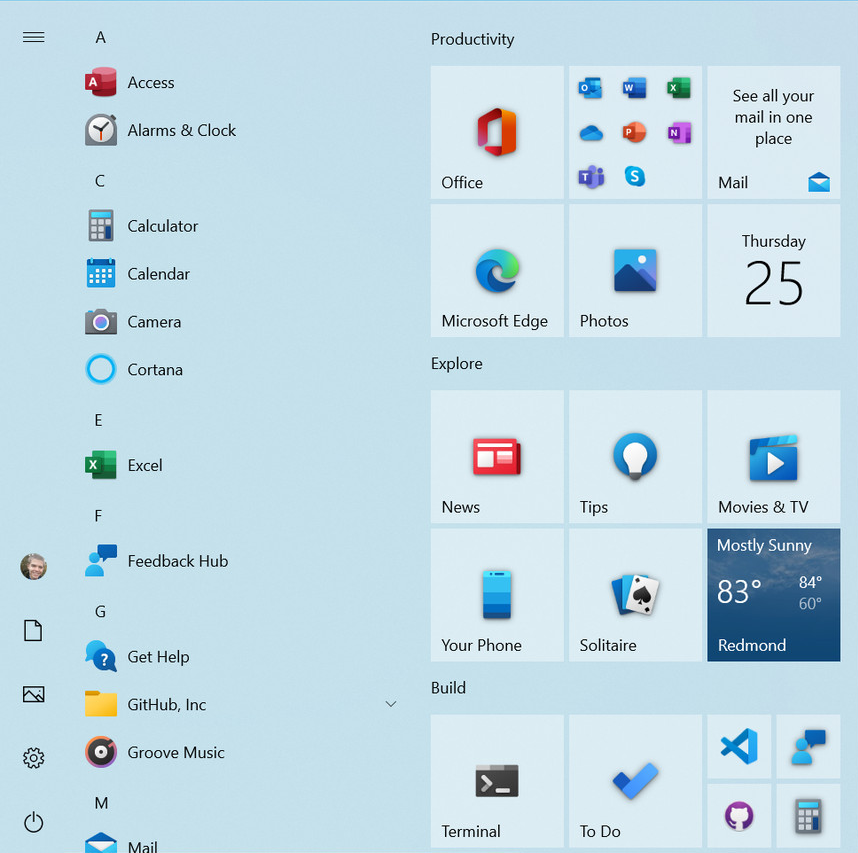 A
Access
Alarms & Clock
C
Calculator
Calendar
Camera
Cortana
E
Excel
F
Feedback Hub
G
Get Help
GitHub, Inc
Groove Music
M
Mail
Productivity
Office
See all your
mail in one
place
Mail
Microsoft Edge
Photos
Thursday
25
Explore
News
Tips
Movies & TV
Your Phone
Solitaire
Mostly Sunny
83°
84°
60°
Redmond
Build
Terminal
To Do